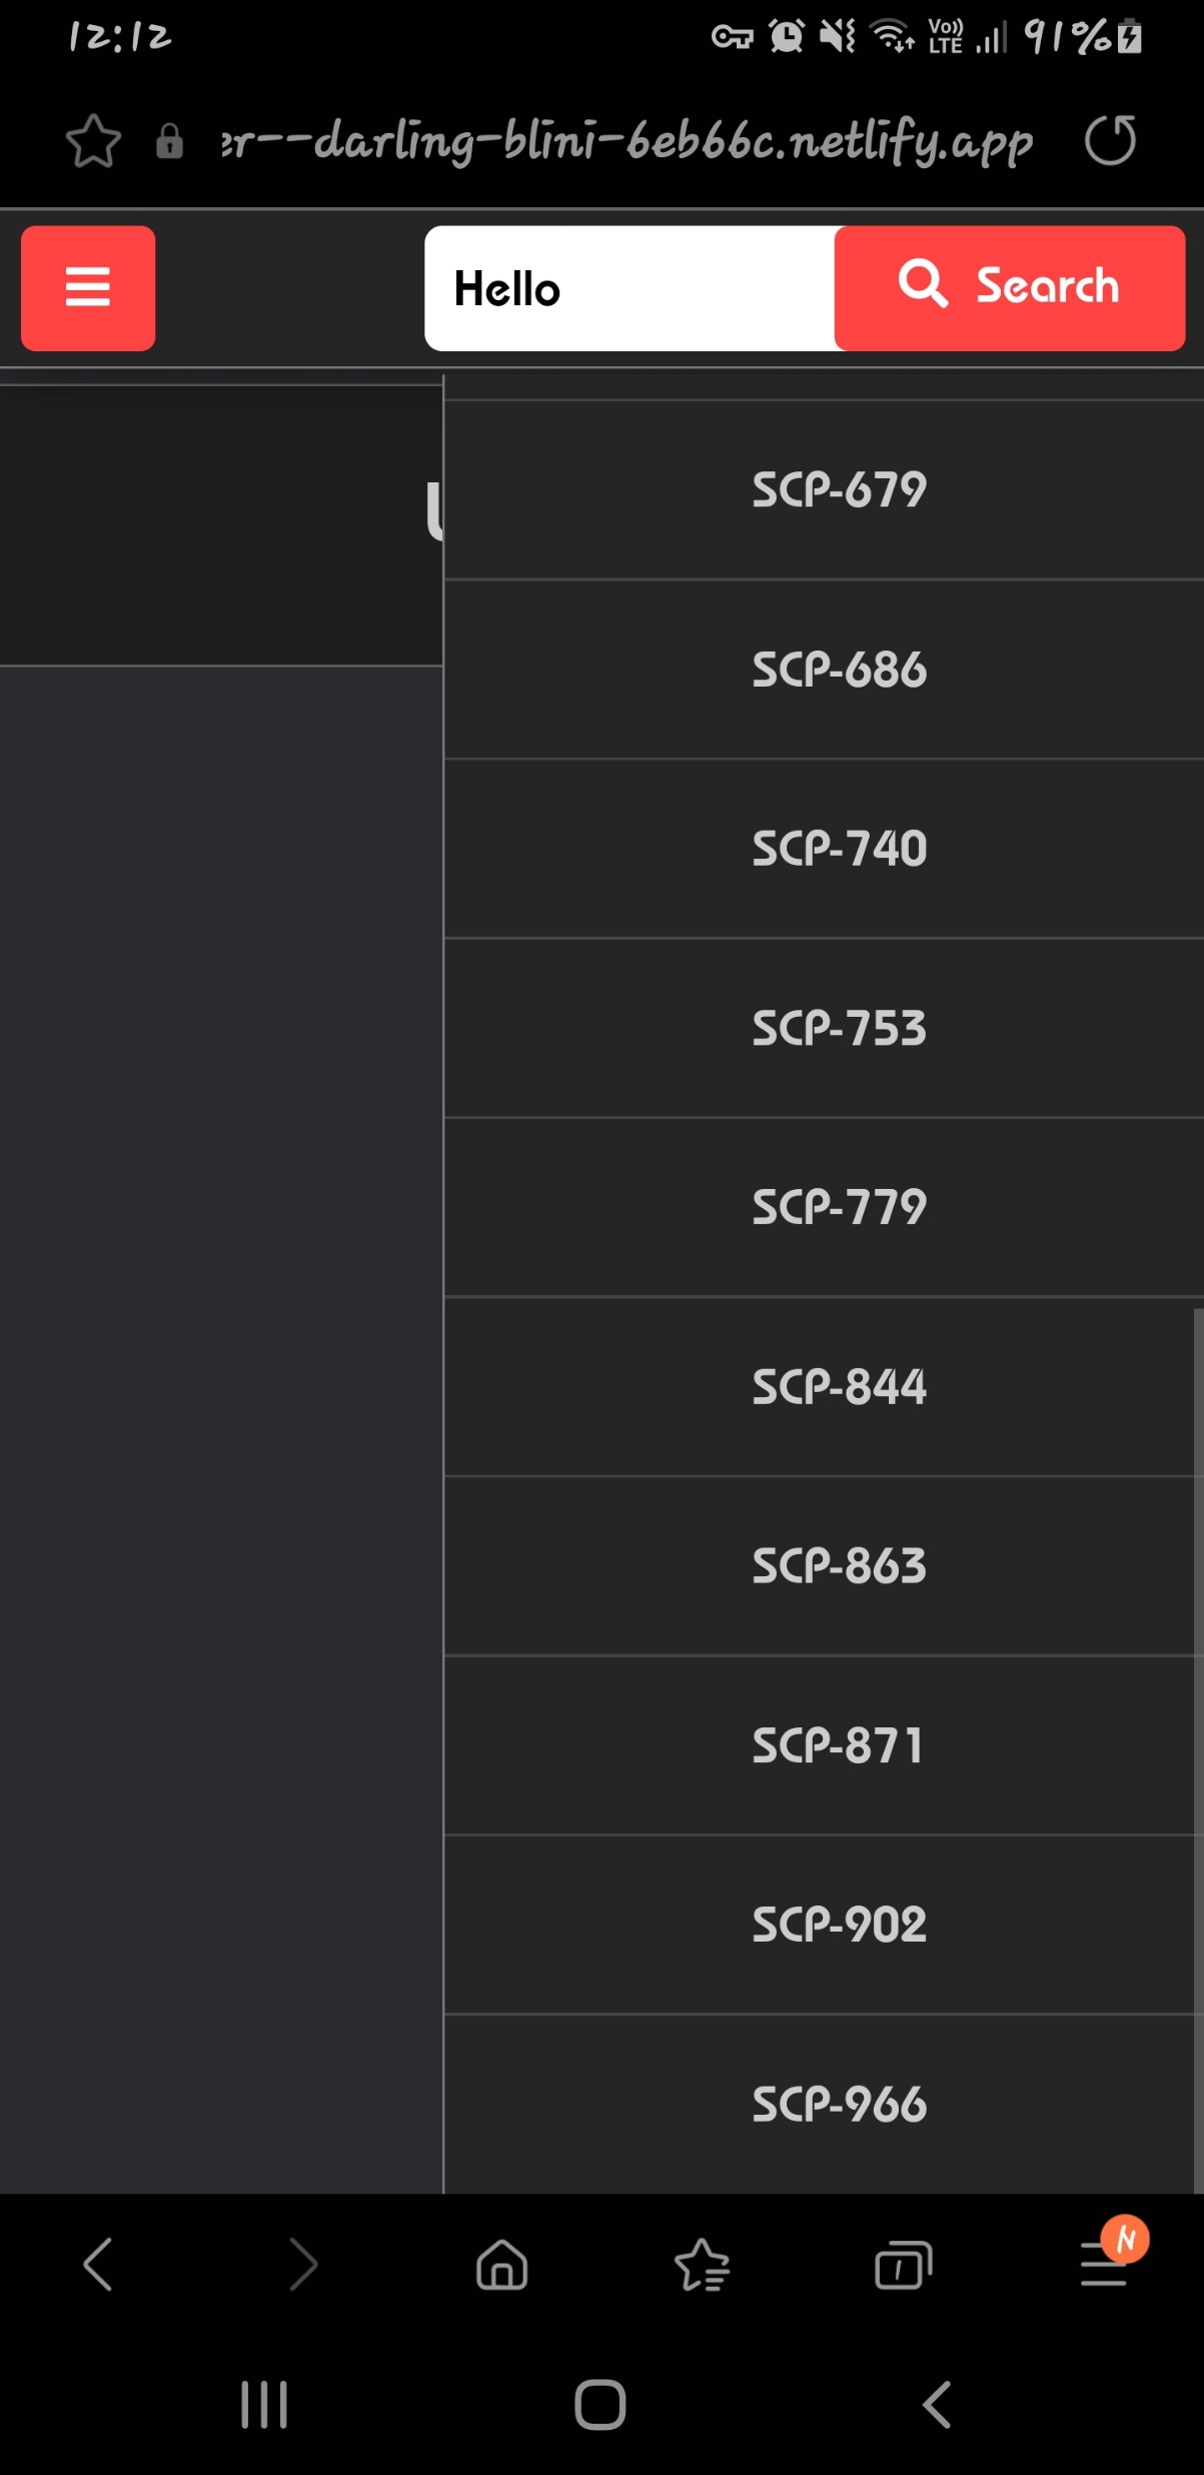 12:12
Vo)) LTE 91%
er--darling-blini-6eb66c.netlify.app
Hello
Search
SCP-679
SCP-686
SCP-740
SCP-753
SCP-779
SCP-844
SCP-863
SCP-871
SCP-902
SCP-966
1
N